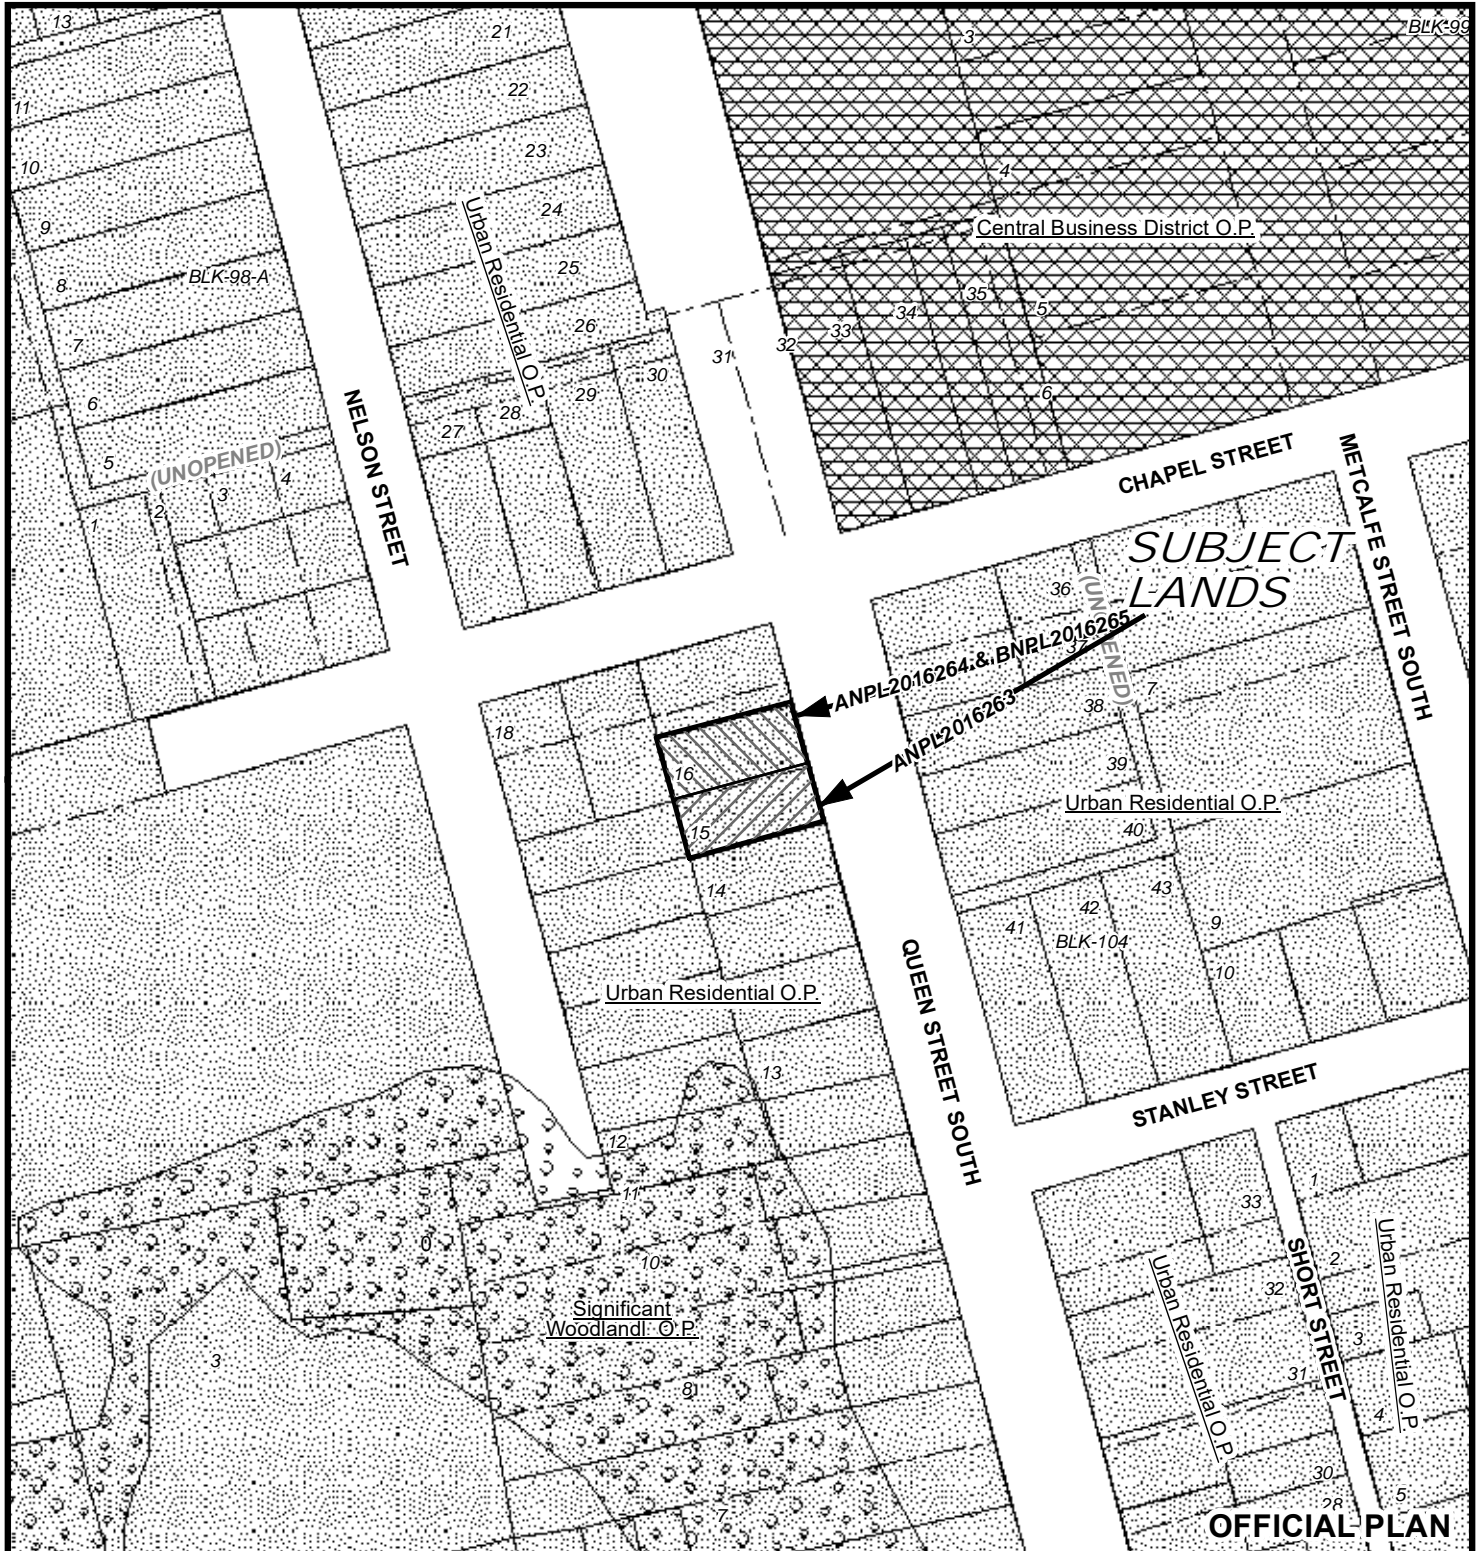 13
3
BLK-99
21
22
11
23
10
4
24
9
Urban Residential O.P
Central Business District O.P.
25
BLK-98-A
8
35
34
5
26
33
7
32
31
30
29
6
6
28
27
NELSON STREET
5
(UNOPENED)
4
3
2
1
CHAPEL STREET
METCALFE STREET SOUTH
SUBJECT
LANDS
36
(UNOPENED)
ANPL2016264 & BNPL2016265
37
ANPL2016263
7
38
18
39
16
Urban Residential O.P.
15
40
14
43
42
41
9
BLK-104
10
QUEEN STREET SOUTH
Urban Residential O.P.
13
STANLEY STREET
12
11
1
33
0
10
2
SHORT STREET
Urban Residential O.P
Urban Residential O.P
32
Significant
Woodlandl O.P.
3
3
31
8
4
30
5
28
7
OFFICIAL PLAN